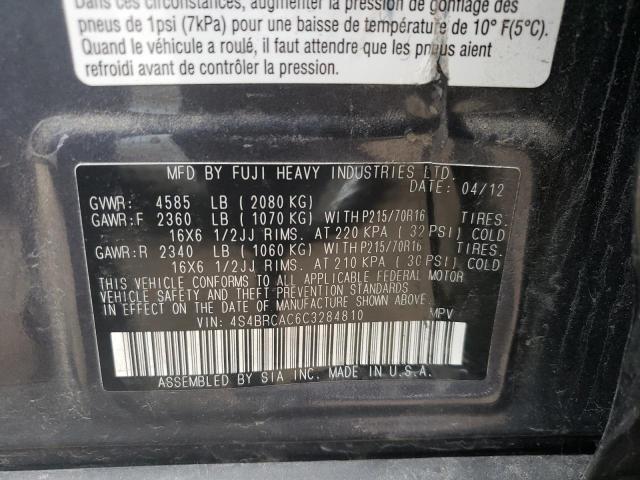 Dans ces circonstances, augmenter la pression de gonflage des
pneus de 1psi (7kPa) pour une baisse de température de 10° F(5°C).
Quand le véhicule a roulé, il faut attendre que les pneus aient
refroidi avant de contrôler la pression.
MFD BY FUJI HEAVY INDUSTRIES LTD.
DATE: 04/12
GVWR: 4585 LB (2080 KG)
GAWR:F 2360 LB (1070 KG) WITH P215/70R16 TIRES.
16X6 1/2JJ RIMS. AT 220 KPA (32 PSI) COLD
GAWR:R 2340 LB (1060 KG) WITH P215/70R16 TIRES.
16X6 1/2JJ RIMS. AT 210 KPA (30 PSI) COLD
THIS VEHICLE CONFORMS TO ALL APPLICABLE FEDERAL MOTOR
VEHICLE SAFETY AND THEFT PREVENTION STANDARDS
IN EFFECT ON THE DATE OF MANUFACTURE SHOWN ABOVE.
VIN: 4S4BRCAC6C3284810 MPV
ASSEMBLED BY SIA INC. MADE IN U.S.A.